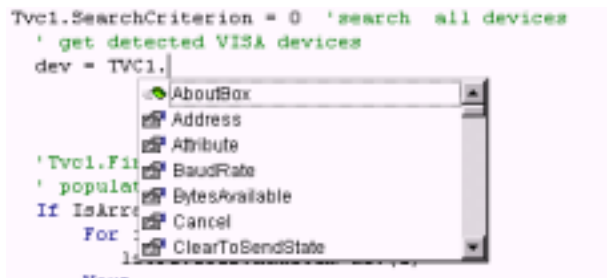 Tvc1.SearchCriterion = 0 'search all devices
' get detected VISA devices
dev = TVC1.
AboutBox
Address
Attribute
BaudRate
BytesAvailable
Cancel
ClearToSendState
'Tvc1.Fi
' populat
If IsArr
For